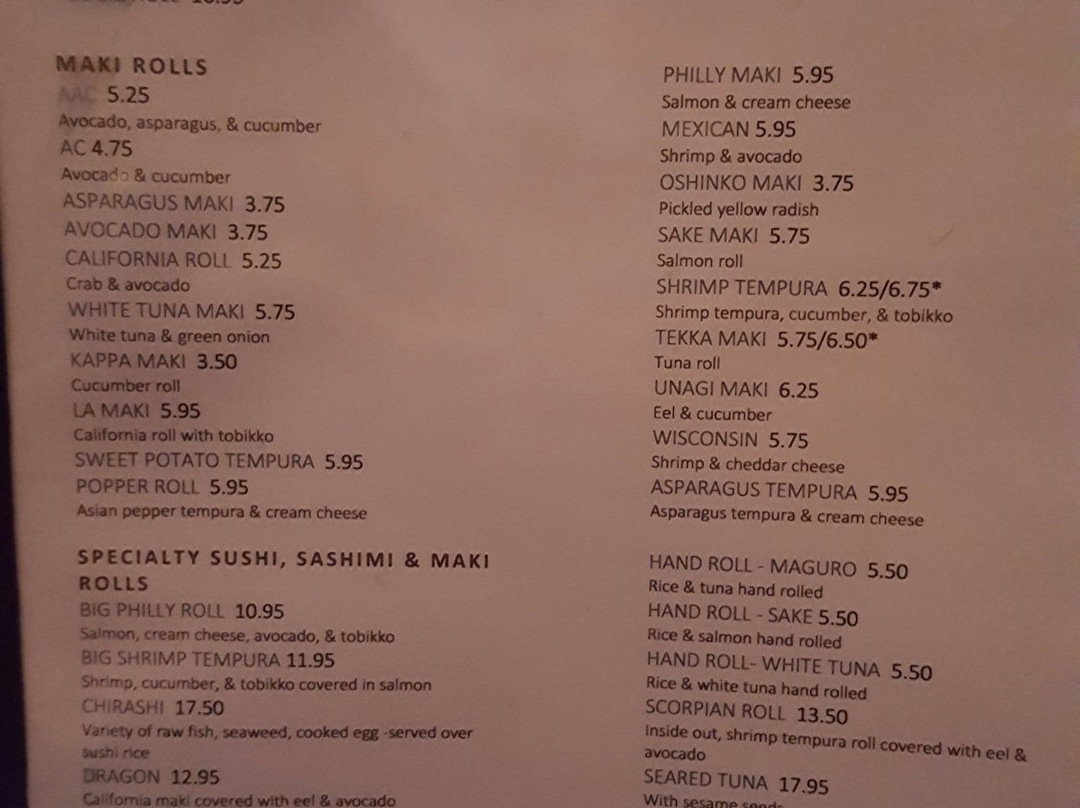 MAKI ROLLS
AAC 5.25
Avocado, asparagus, & cucumber
AC 4.75
Avocado & cucumber
ASPARAGUS MAKI 3.75
AVOCADO MAKI 3.75
CALIFORNIA ROLL 5.25
Crab & avocado
WHITE TUNA MAKI 5.75
White tuna & green onion
KAPPA MAKI 3.50
Cucumber roll
LA MAKI 5.95
California roll with tobikko
SWEET POTATO TEMPURA 5.95
POPPER ROLL 5.95
Asian pepper tempura & cream cheese
PHILLY MAKI 5.95
Salmon & cream cheese
MEXICAN 5.95
Shrimp & avocado
OSHINKO MAKI 3.75
Pickled yellow radish
SAKE MAKI 5.75
Salmon roll
SHRIMP TEMPURA 6.25/6.75*
Shrimp tempura, cucumber, & tobikko
TEKKA MAKI 5.75/6.50*
Tuna roll
UNAGI MAKI 6.25
Eel & cucumber
WISCONSIN 5.75
Shrimp & cheddar cheese
ASPARAGUS TEMPURA 5.95
Asparagus tempura & cream cheese
SPECIALTY SUSHI, SASHIMI & MAKI
ROLLS
BIG PHILLY ROLL 10.95
Salmon, cream cheese, avocado, & tobikko
BIG SHRIMP TEMPURA 11.95
Shrimp, cucumber, & tobikko covered in salmon
CHIRASHI 17.50
Variety of raw fish, seaweed, cooked egg -served over
sushi rice
DRAGON 12.95
California maki covered with eel & avocado
HAND ROLL - MAGURO 5.50
Rice & tuna hand rolled
HAND ROLL - SAKE 5.50
Rice & salmon hand rolled
HAND ROLL- WHITE TUNA 5.50
Rice & white tuna hand rolled
SCORPIAN ROLL 13.50
Inside out, shrimp tempura roll covered with eel &
avocado
SEARED TUNA 17.95
With sesame seeds